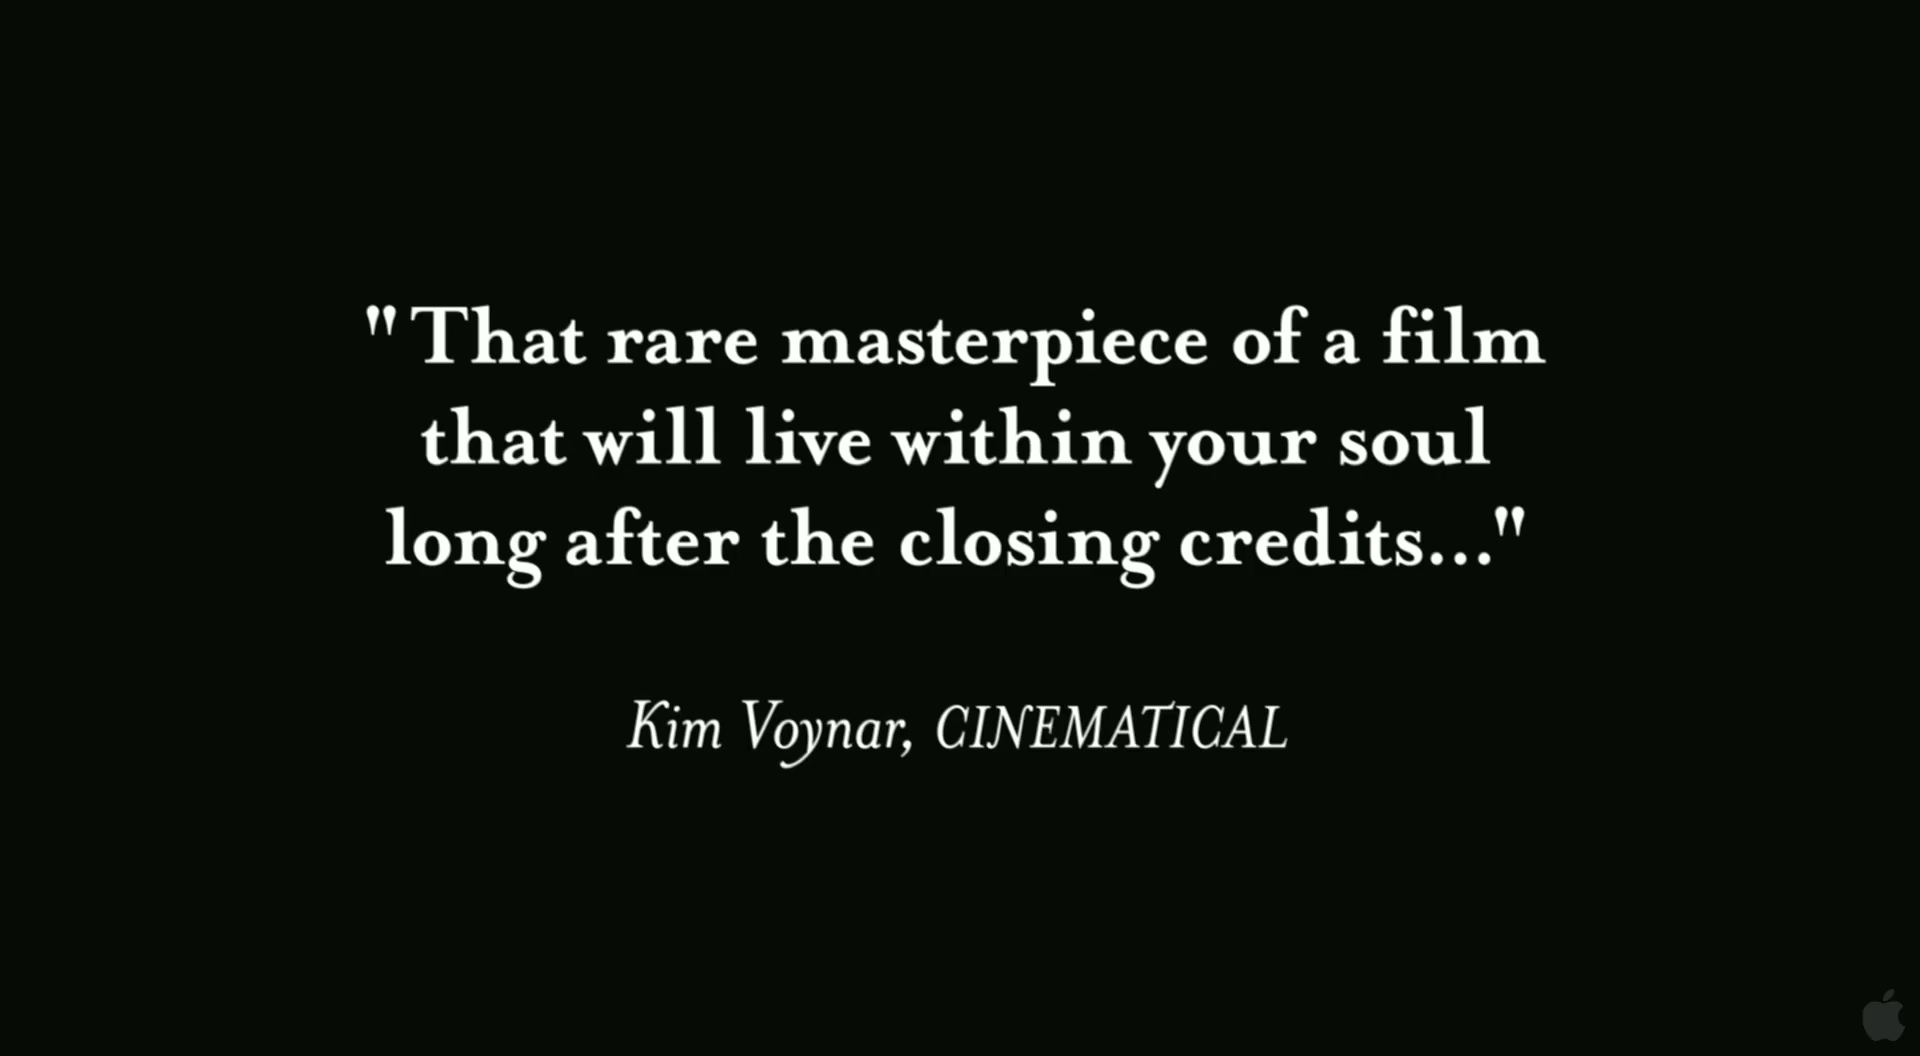 "That rare masterpiece of a film
that will live within your soul
long after the closing credits..."
Kim Voynar, CINEMATICAL